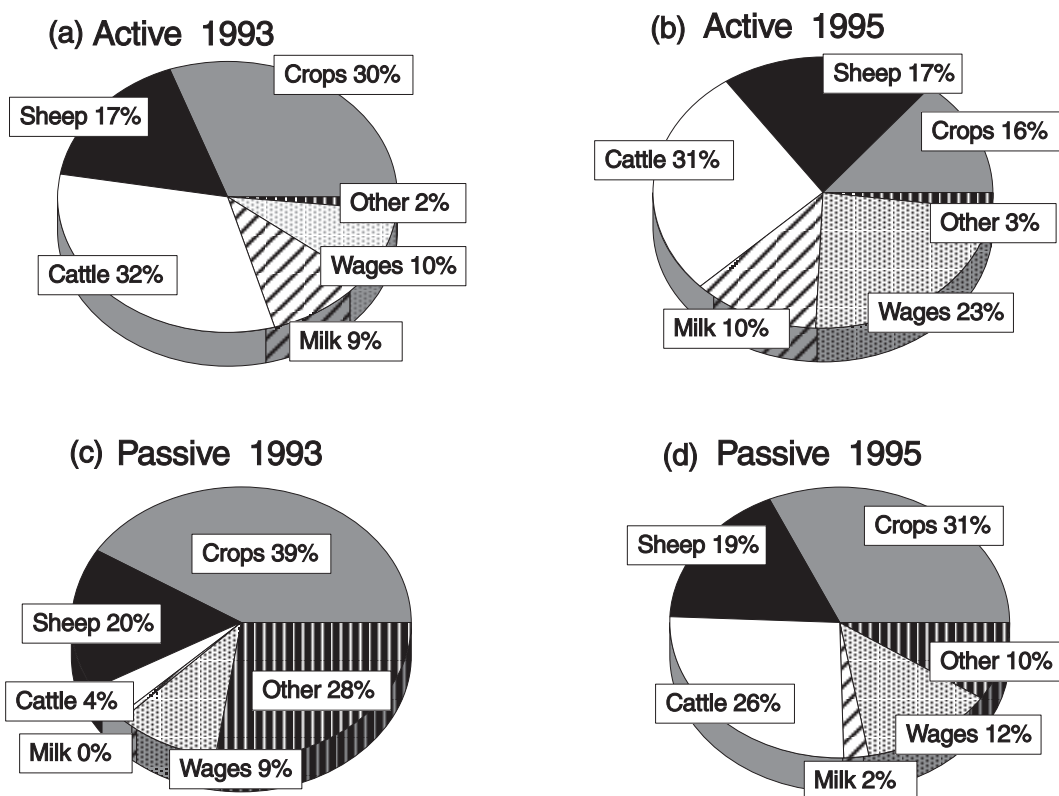 (a) Active 1993
Crops 30%
Sheep 17%
Other 2%
Wages 10%
Cattle 32%
Milk 9%
(b) Active 1995
Sheep 17%
Crops 16%
Cattle 31%
Other 3%
Wages 23%
Milk 10%
(c) Passive 1993
Crops 39%
Sheep 20%
Other 28%
Cattle 4%
Milk 0%
Wages 9%
(d) Passive 1995
Crops 31%
Sheep 19%
Other 10%
Cattle 26%
Wages 12%
Milk 2%